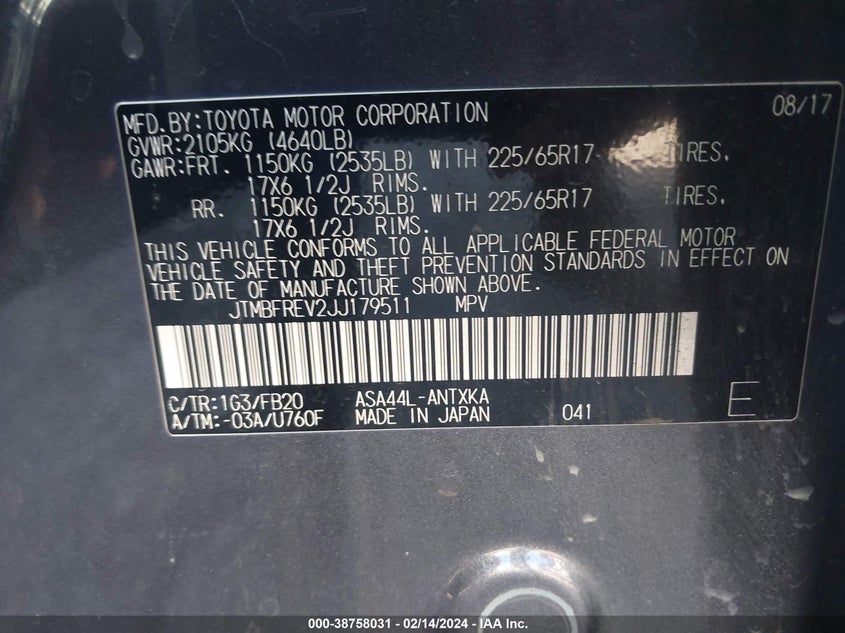 MFD.BY:TOYOTA MOTOR CORPORATION 08/17
GVWR:2105KG (4640LB)
GAWR:FRT. 1150KG (2535LB) WITH 225/65R17 TIRES.
17X6 1/2J RIMS.
RR. 1150KG (2535LB) WITH 225/65R17 TIRES,
17X6 1/2J RIMS.
THIS VEHICLE CONFORMS TO ALL APPLICABLE FEDERAL MOTOR
VEHICLE SAFETY AND THEFT PREVENTION STANDARDS IN EFFECT ON
THE DATE OF MANUFACTURE SHOWN ABOVE.
JTMBFREV2JJ179511 MPV
C/TR:1G3/FB20 ASA44L-ANTXKA
A/TM:-03A/U760F MADE IN JAPAN 041 E
000-38758031 - 02/14/2024 - IAA Inc.